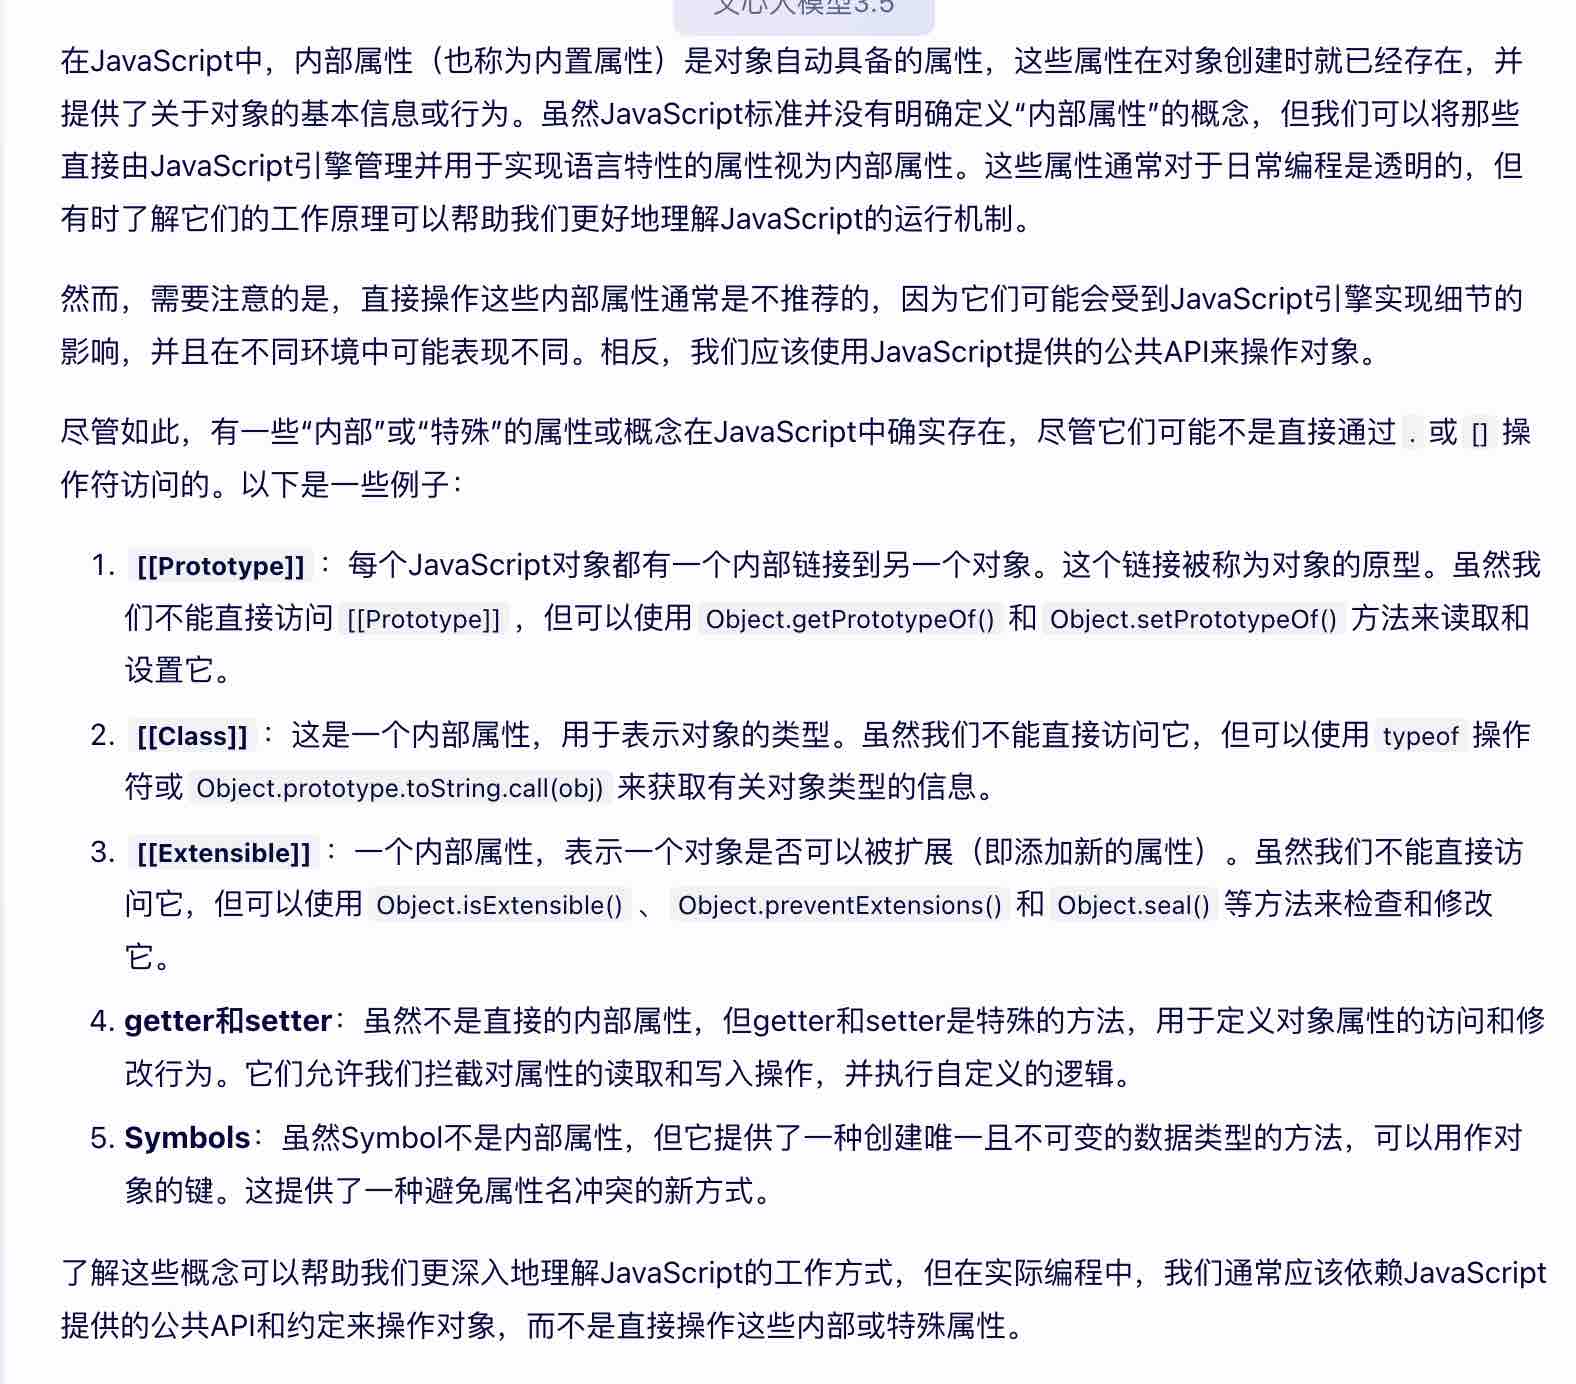 文心大模型3.5
在JavaScript中，内部属性（也称为内置属性）是对象自动具备的属性，这些属性在对象创建时就已经存在，并
提供了关于对象的基本信息或行为。虽然JavaScript标准并没有明确定义“内部属性”的概念，但我们可以将那些
直接由JavaScript引擎管理并用于实现语言特性的属性视为内部属性。这些属性通常对于日常编程是透明的，但
有时了解它们的工作原理可以帮助我们更好地理解JavaScript的运行机制。
然而，需要注意的是，直接操作这些内部属性通常是不推荐的，因为它们可能会受到JavaScript引擎实现细节的
影响，并且在不同环境中可能表现不同。相反，我们应该使用JavaScript提供的公共API来操作对象。
尽管如此，有一些“内部”或“特殊”的属性或概念在JavaScript中确实存在，尽管它们可能不是直接通过 . 或 [] 操
作符访问的。以下是一些例子：
1. [[Prototype]]：每个JavaScript对象都有一个内部链接到另一个对象。这个链接被称为对象的原型。虽然我
们不能直接访问 [[Prototype]] ，但可以使用 Object.getPrototypeOf() 和 Object.setPrototypeOf() 方法来读取和
设置它。
2. [[Class]]：这是一个内部属性，用于表示对象的类型。虽然我们不能直接访问它，但可以使用 typeof 操作
符或 Object.prototype.toString.call(obj) 来获取有关对象类型的信息。
3. [[Extensible]]：一个内部属性，表示一个对象是否可以被扩展（即添加新的属性）。虽然我们不能直接访
问它，但可以使用 Object.isExtensible() 、 Object.preventExtensions() 和 Object.seal() 等方法来检查和修改
它。
4. getter和setter：虽然不是直接的内部属性，但getter和setter是特殊的方法，用于定义对象属性的访问和修
改行为。它们允许我们拦截对属性的读取和写入操作，并执行自定义的逻辑。
5. Symbols：虽然Symbol不是内部属性，但它提供了一种创建唯一且不可变的数据类型的方法，可以用作对
象的键。这提供了一种避免属性名冲突的新方式。
了解这些概念可以帮助我们更深入地理解JavaScript的工作方式，但在实际编程中，我们通常应该依赖JavaScript
提供的公共API和约定来操作对象，而不是直接操作这些内部或特殊属性。